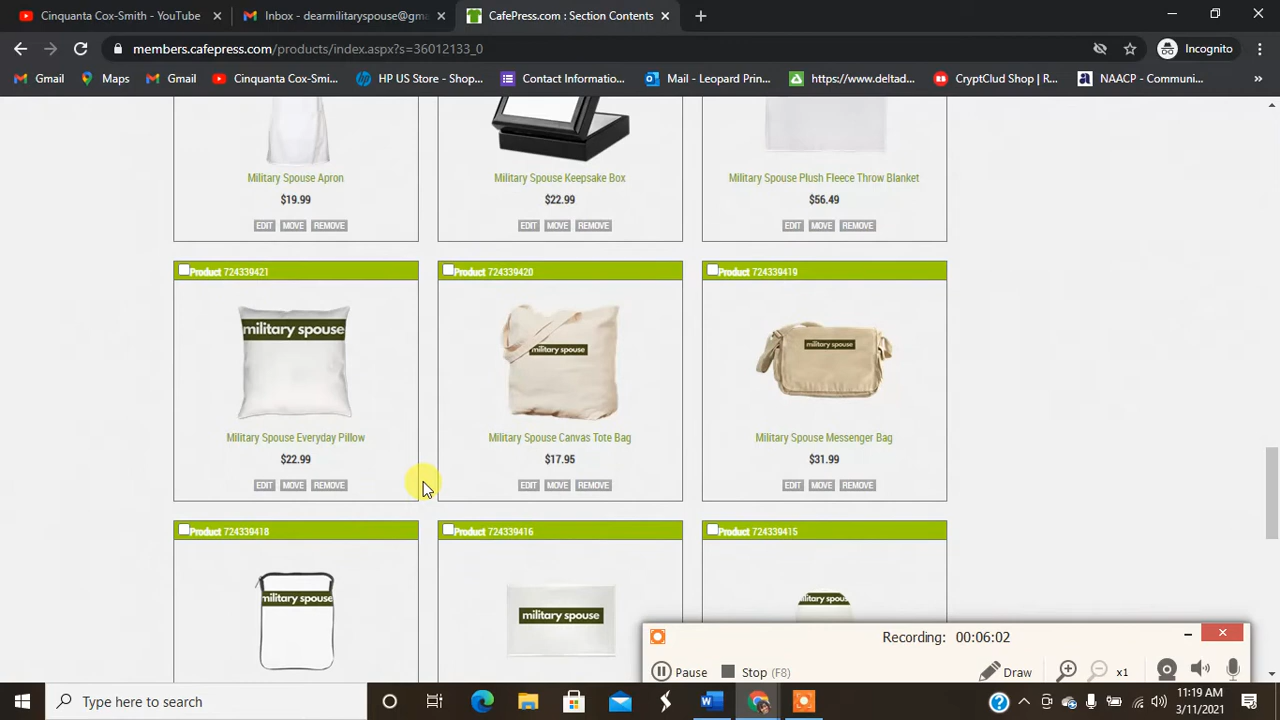 Cinquanta Cox-Smith - YouTube
Inbox - dearmilitaryspouse@gma
CafePress.com : Section Contents
members.cafepress.com/products/index.aspx?s=36012133_0
Incognito
Gmail
Maps
Gmail
Cinquanta Cox-Smi...
HP US Store - Shop...
Contact Informatio...
Mail - Leopard Prin...
https://www.deltad...
CryptClud Shop | R...
NAACP - Communi...
»
Military Spouse Apron
$19.99
EDIT MOVE REMOVE
Military Spouse Keepsake Box
$22.99
EDIT MOVE REMOVE
Military Spouse Plush Fleece Throw Blanket
$56.49
EDIT MOVE REMOVE
Product 724339421
military spouse
Military Spouse Everyday Pillow
$22.99
EDIT MOVE REMOVE
Product 724339420
military spouse
Military Spouse Canvas Tote Bag
$17.95
EDIT MOVE REMOVE
Product 724339419
military spouse
Military Spouse Messenger Bag
$31.99
EDIT MOVE REMOVE
Product 724339418
military spouse
Product 724339416
military spouse
Product 724339415
military spouse
Recording: 00:06:02
Pause
Stop (F8)
Draw
x1
Type here to search
11:19 AM
3/11/2021